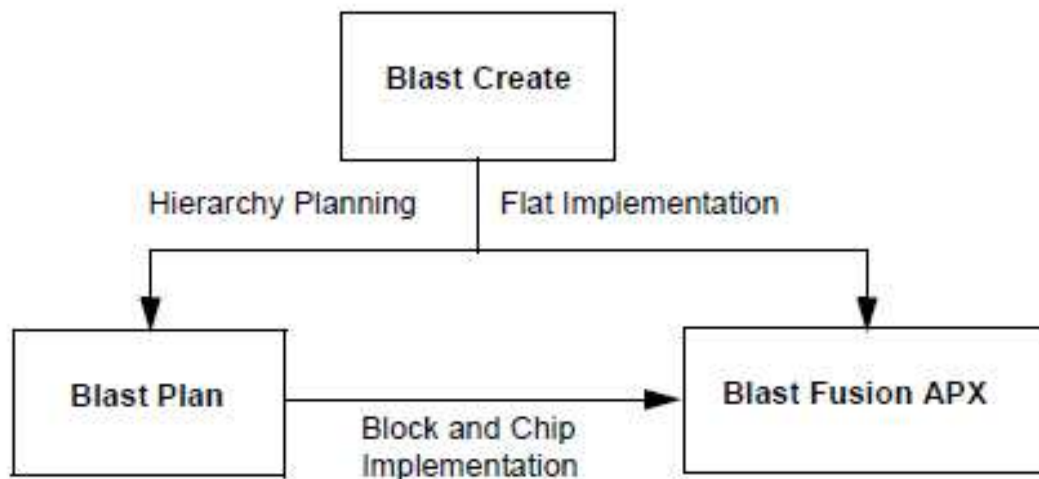 Blast Create
Hierarchy Planning
Flat Implementation
Blast Plan
Blast Fusion APX
Block and Chip
Implementation